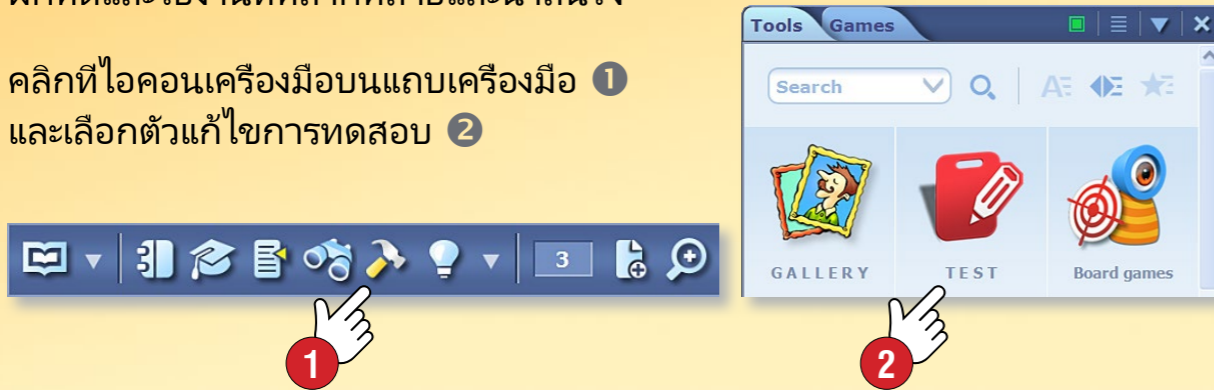 คลิกที่ไอคอนเครื่องมือบนแถบเครื่องมือ ❶
และเลือกตัวแก้ไขการทดสอบ ❷
3
1
Tools Games
Search
GALLERY TEST Board games
2